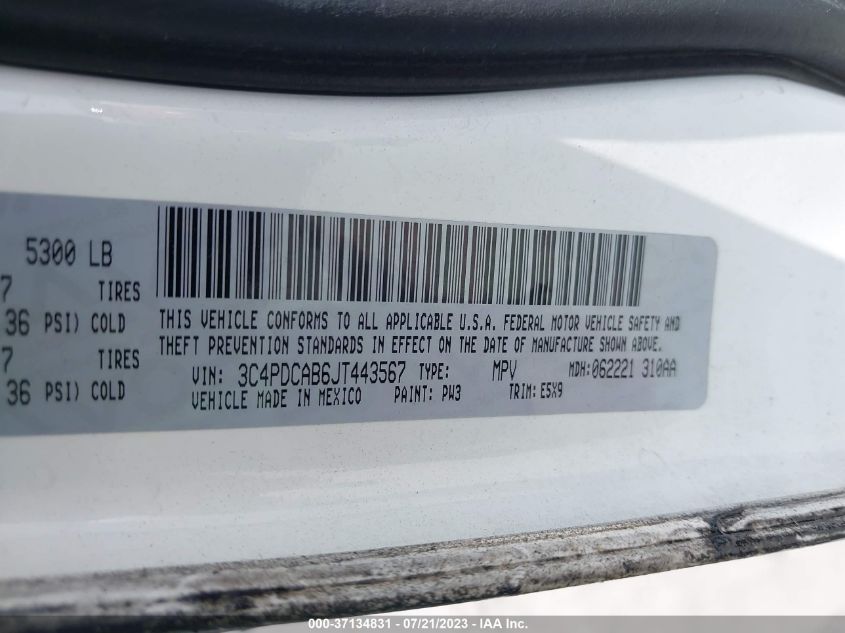 5300 LB
7 TIRES
36 PSI) COLD
7 TIRES
36 PSI) COLD
THIS VEHICLE CONFORMS TO ALL APPLICABLE U.S.A. FEDERAL MOTOR VEHICLE SAFETY AND
THEFT PREVENTION STANDARDS IN EFFECT ON THE DATE OF MANUFACTURE SHOWN ABOVE.
VIN: 3C4PDCAB6JT443567 TYPE: MPV MDH:062221 310AA
VEHICLE MADE IN MEXICO PAINT: PW3 TRIM:E5X9
000-37134831 - 07/21/2023 - IAA Inc.